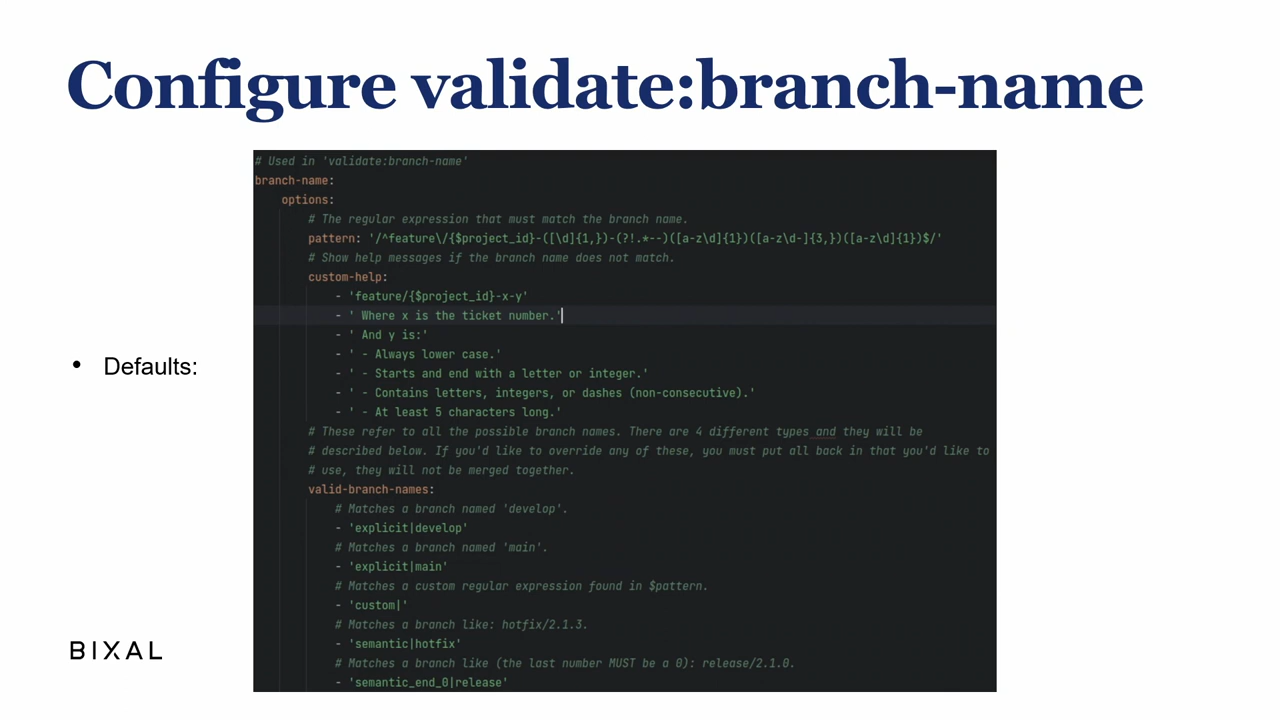 Configure validate:branch-name
• Defaults:
# Used in 'validate:branch-name'
branch-name:
options:
# The regular expression that must match the branch name.
pattern: '/^feature\/{$project_id}-([\d]{1,})-(?!.*--)([a-z\d]{1})([a-z\d-]{3,})([a-z\d]{1})$/'
# Show help messages if the branch name does not match.
custom-help:
- 'feature/{$project_id}-x-y'
- ' Where x is the ticket number.'
- ' And y is:'
- ' - Always lower case.'
- ' - Starts and end with a letter or integer.'
- ' - Contains letters, integers, or dashes (non-consecutive).'
- ' - At least 5 characters long.'
# These refer to all the possible branch names. There are 4 different types and they will be
# described below. If you'd like to override any of these, you must put all back in that you'd like to
# use, they will not be merged together.
valid-branch-names:
# Matches a branch named 'develop'.
- 'explicit|develop'
# Matches a branch named 'main'.
- 'explicit|main'
# Matches a custom regular expression found in $pattern.
- 'custom|'
# Matches a branch like: hotfix/2.1.3.
- 'semantic|hotfix'
# Matches a branch like (the last number MUST be a 0): release/2.1.0.
- 'semantic_end_0|release'
BIXAL